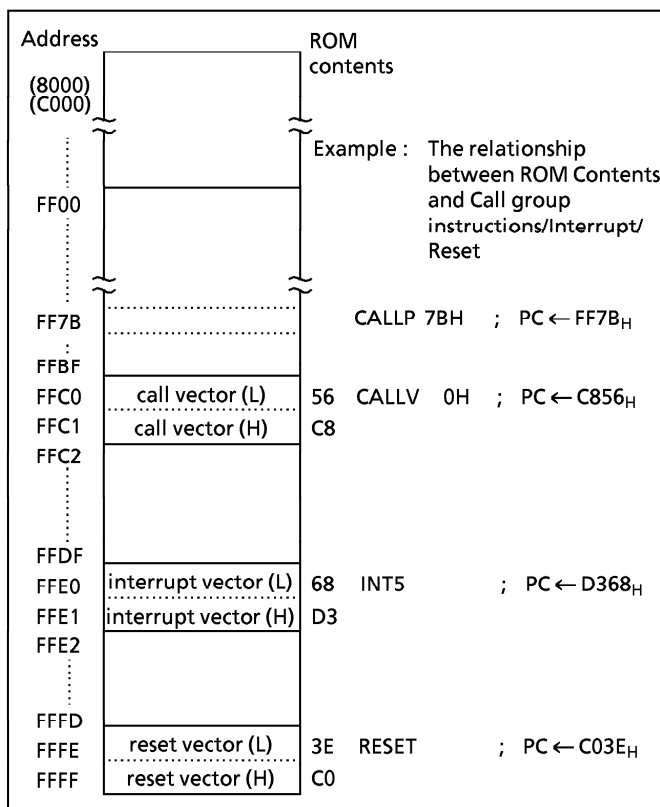 Address ROM
contents
(8000)
(C000)
Example : The relationship
between ROM Contents
and Call group
instructions/Interrupt/
Reset
FF00
FF7B CALLP 7BH ; PC ← FF7BH
FFBF
FFC0 call vector (L) 56 CALLV 0H ; PC ← C856H
FFC1 call vector (H) C8
FFC2
FFDF
FFE0 interrupt vector (L) 68 INT5 ; PC ← D368H
FFE1 interrupt vector (H) D3
FFE2
FFFD
FFFE reset vector (L) 3E RESET ; PC ← C03EH
FFFF reset vector (H) C0